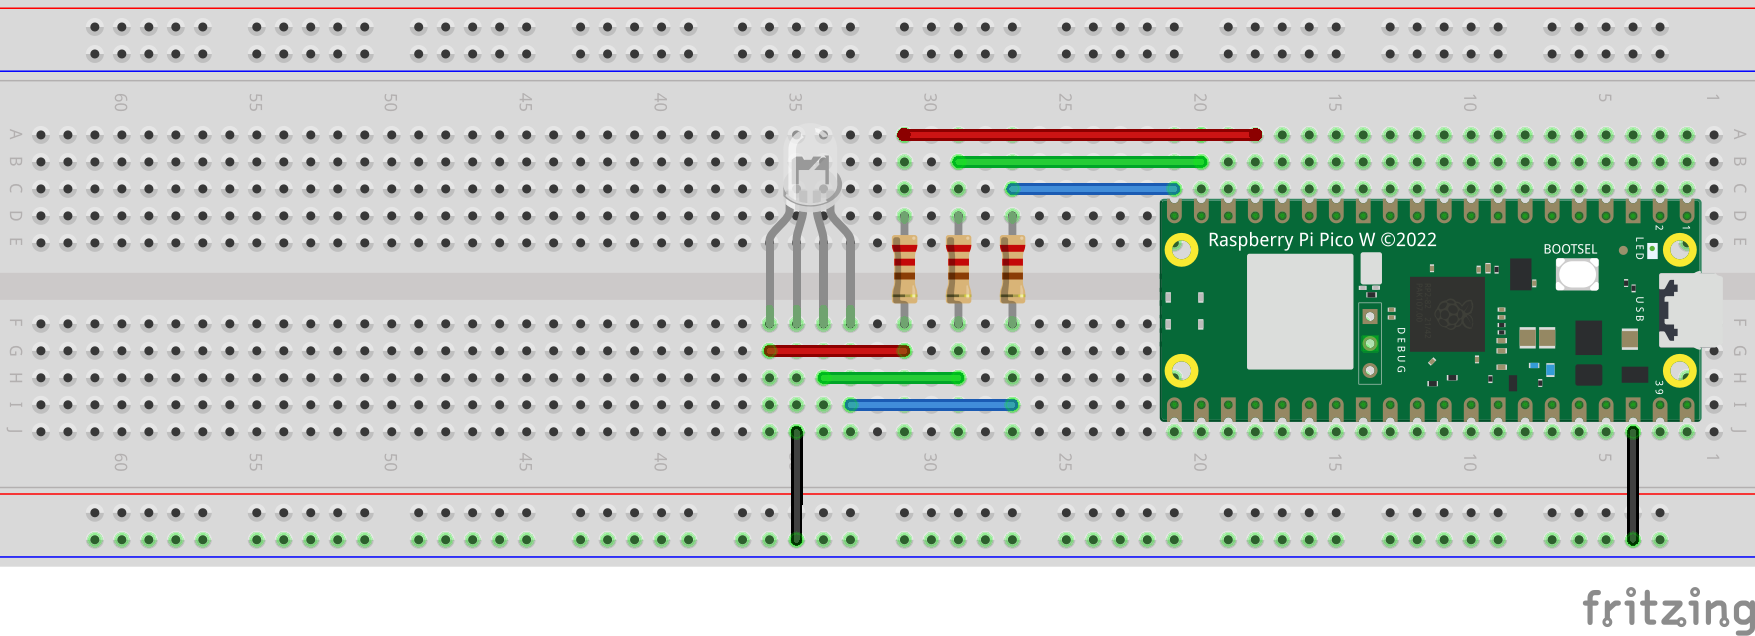 60 55 50 45 40 35 30 25 20 15 10 5 1
A A
B B
C C
D D
E E
Raspberry Pi Pico W ©2022
BOOTSEL
LED
1
2
USB
DEBUG
39
F F
G G
H H
I I
J J
60 55 50 45 40 30 25 20 15 10 5 1
fritzing